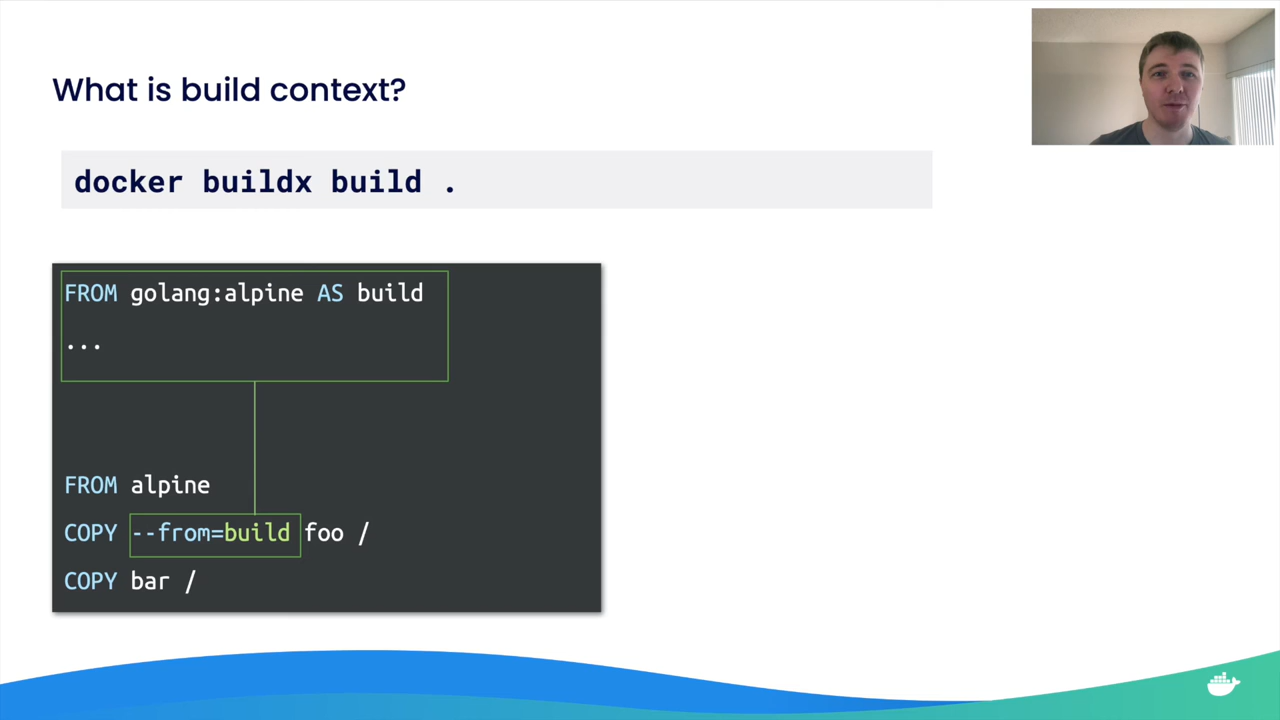 What is build context?
docker buildx build .
FROM golang:alpine AS build
...
FROM alpine
COPY --from=build foo /
COPY bar /